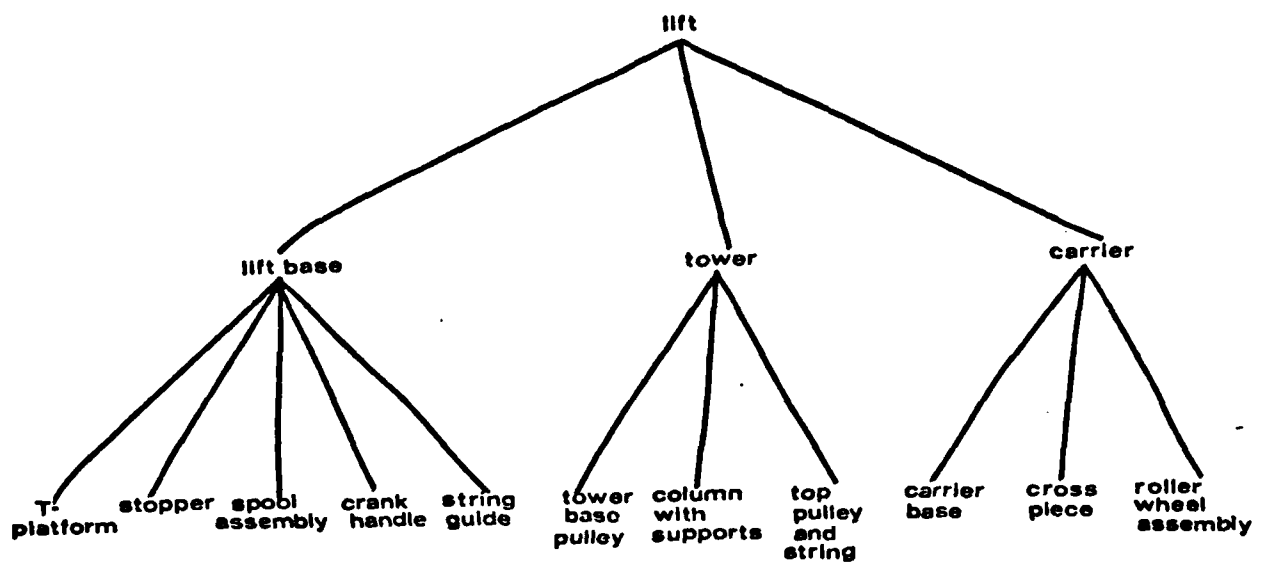 lift
lift base
tower
carrier
T-
platform
stopper
spool
assembly
crank
handle
string
guide
tower
base
pulley
column
with
supports
top
pulley
and
string
carrier
base
cross
piece
roller
wheel
assembly